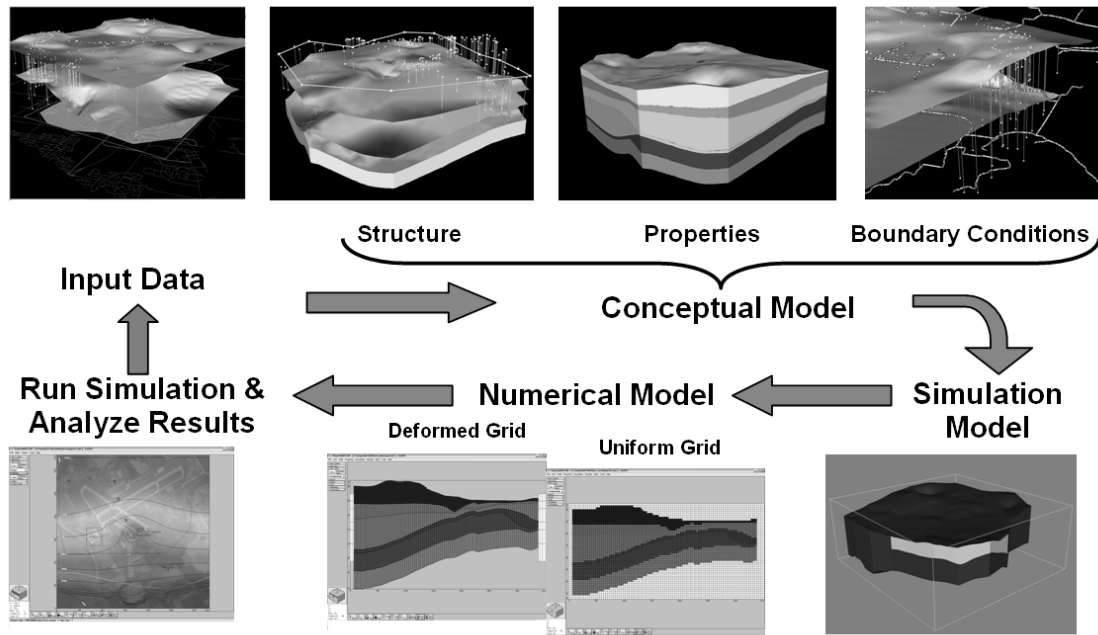 Structure
Properties
Boundary Conditions
Input Data
Conceptual Model
Run Simulation &
Analyze Results
Numerical Model
Simulation
Model
Deformed Grid
Uniform Grid